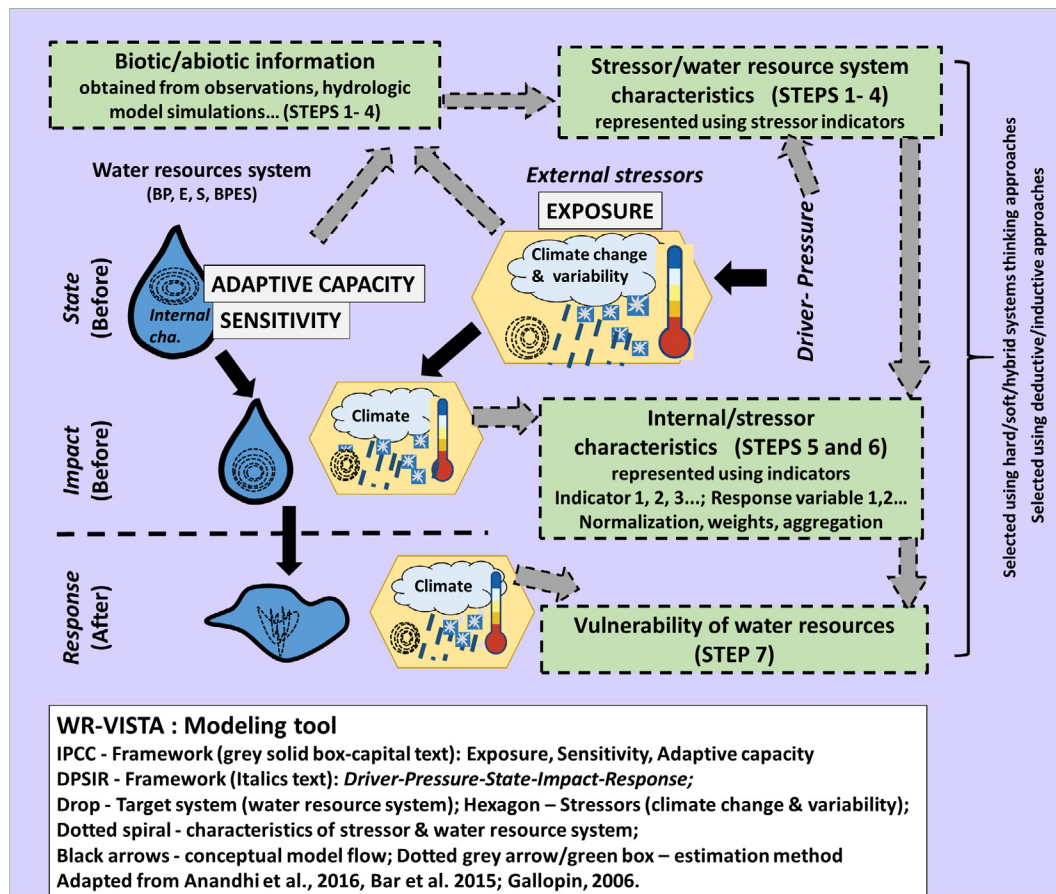 Biotic/abiotic information
obtained from observations, hydrologic
model simulations... (STEPS 1- 4)
Stressor/water resource system
characteristics   (STEPS 1- 4)
represented using stressor indicators
Water resources system
(BP, E, S, BPES)
External stressors
EXPOSURE
Climate change
& variability
ADAPTIVE CAPACITY
SENSITIVITY
Internal
cha.
State
(Before)
Driver- Pressure
Selected using hard/soft/hybrid systems thinking approaches
Selected using deductive/inductive approaches
Impact
(Before)
Climate
Internal/stressor
characteristics   (STEPS 5 and 6)
represented using indicators
Indicator 1, 2, 3...; Response variable 1,2...
Normalization, weights, aggregation
Response
(After)
Climate
Vulnerability of water resources
(STEP 7)
WR-VISTA : Modeling tool
IPCC - Framework (grey solid box-capital text): Exposure, Sensitivity, Adaptive capacity
DPSIR - Framework (Italics text): Driver-Pressure-State-Impact-Response;
Drop - Target system (water resource system); Hexagon – Stressors (climate change & variability);
Dotted spiral - characteristics of stressor & water resource system;
Black arrows - conceptual model flow; Dotted grey arrow/green box – estimation method
Adapted from Anandhi et al., 2016, Bar et al. 2015; Gallopin, 2006.